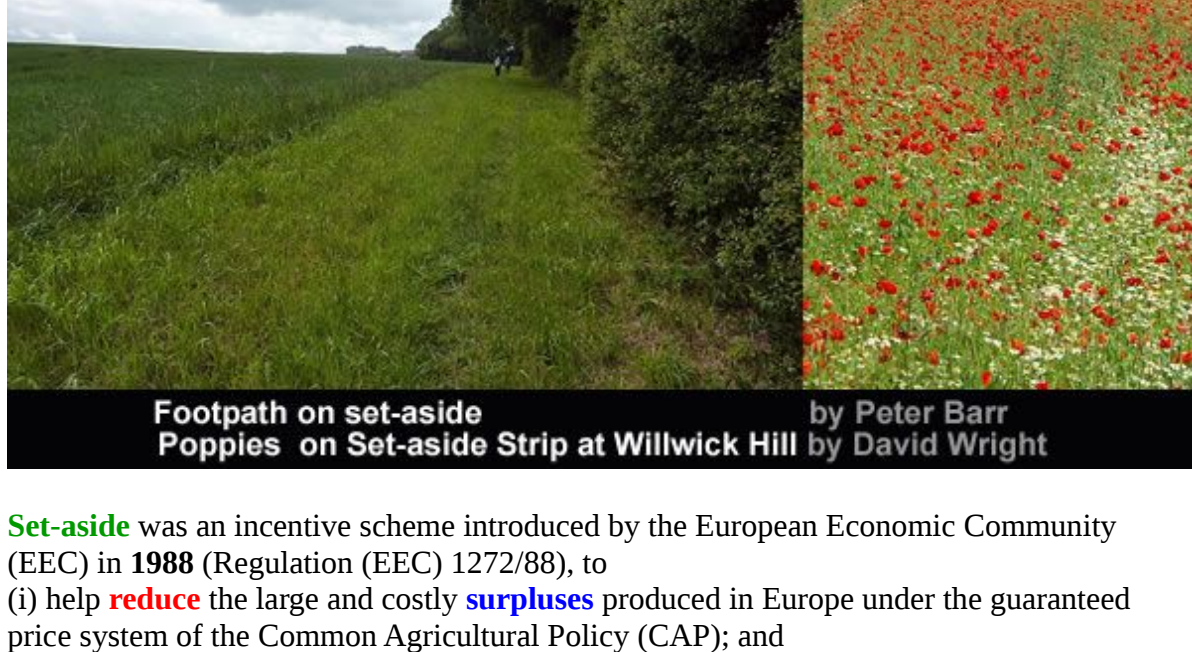 Footpath on set-aside by Peter Barr
Poppies on Set-aside Strip at Willwick Hill by David Wright
Set-aside was an incentive scheme introduced by the European Economic Community
(EEC) in 1988 (Regulation (EEC) 1272/88), to
(i) help reduce the large and costly surpluses produced in Europe under the guaranteed
price system of the Common Agricultural Policy (CAP); and